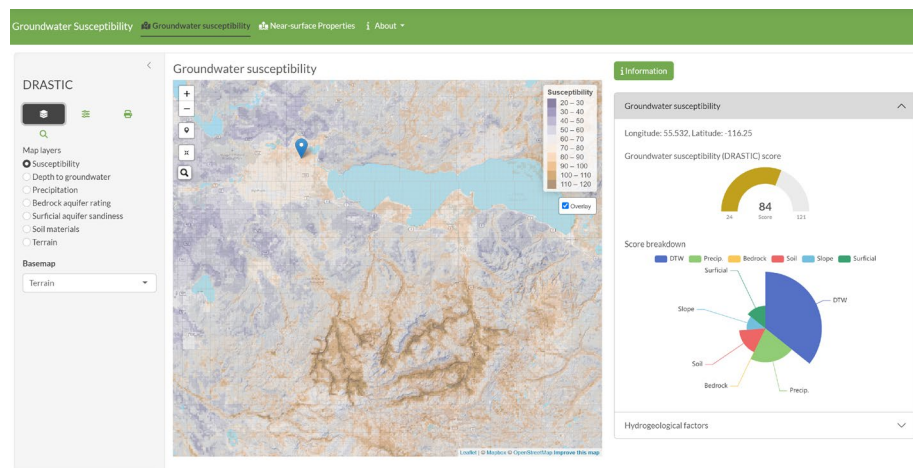 Groundwater Susceptibility Groundwater susceptibility Near-surface Properties i About
DRASTIC
Map layers
Susceptibility
Depth to groundwater
Precipitation
Bedrock aquifer rating
Surficial aquifer sandiness
Soil materials
Terrain
Basemap
Terrain
Groundwater susceptibility
+
−
Susceptibility
20 – 30
30 – 40
40 – 50
50 – 60
60 – 70
70 – 80
80 – 90
90 – 100
100 – 110
110 – 120
Overlay
Leaflet | © Mapbox © OpenStreetMap Improve this map
i Information
Groundwater susceptibility
Longitude: 55.532, Latitude: -116.25
Groundwater susceptibility (DRASTIC) score
84
24 Score 121
Score breakdown
DTW Precip. Bedrock Soil Slope Surficial
Surficial
DTW
Slope
Soil
Bedrock
Precip.
Hydrogeological factors